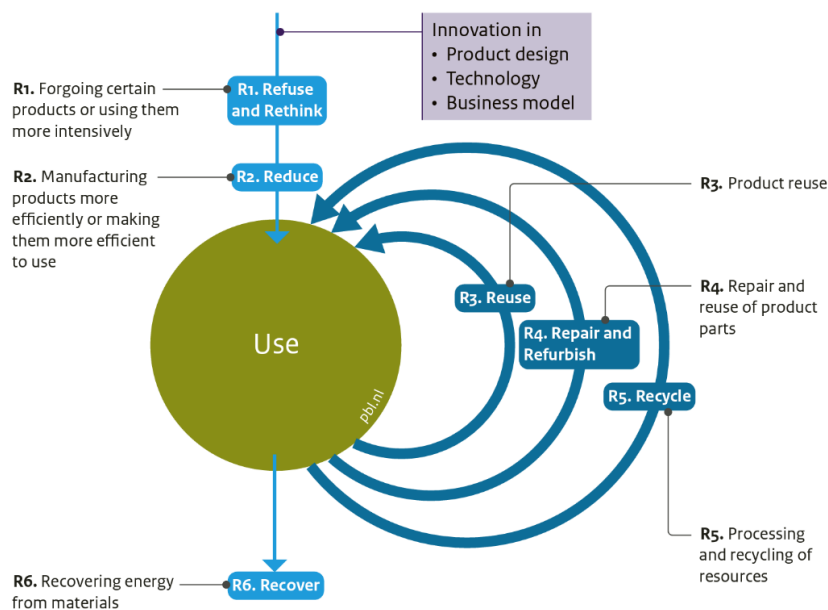 Innovation in
• Product design
• Technology
• Business model
R1. Forgoing certain
products or using them
more intensively
R1. Refuse
and Rethink
R2. Manufacturing
products more
efficiently or making
them more efficient
to use
R2. Reduce
R3. Product reuse
R3. Reuse
R4. Repair and
reuse of product
parts
R4. Repair and
Refurbish
Use
pbl.nl
R5. Recycle
R5. Processing
and recycling of
resources
R6. Recovering energy
from materials
R6. Recover